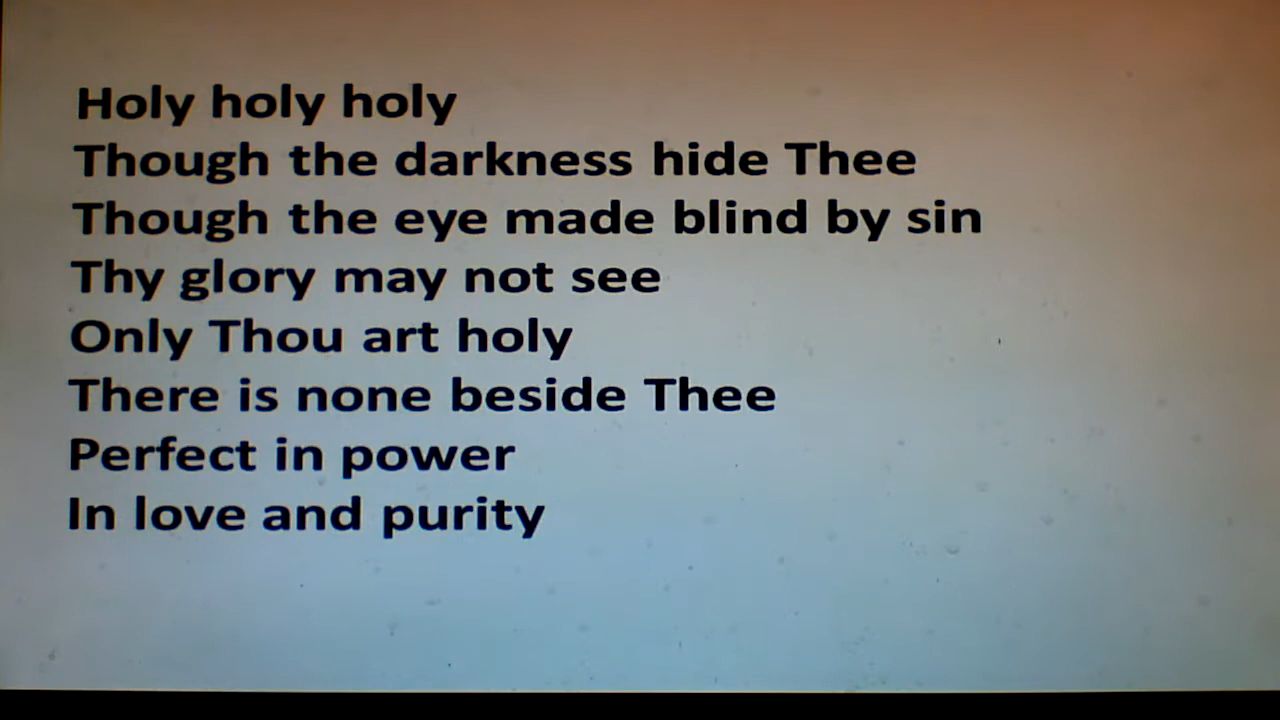 Holy holy holy
Though the darkness hide Thee
Though the eye made blind by sin
Thy glory may not see
Only Thou art holy
There is none beside Thee
Perfect in power
In love and purity